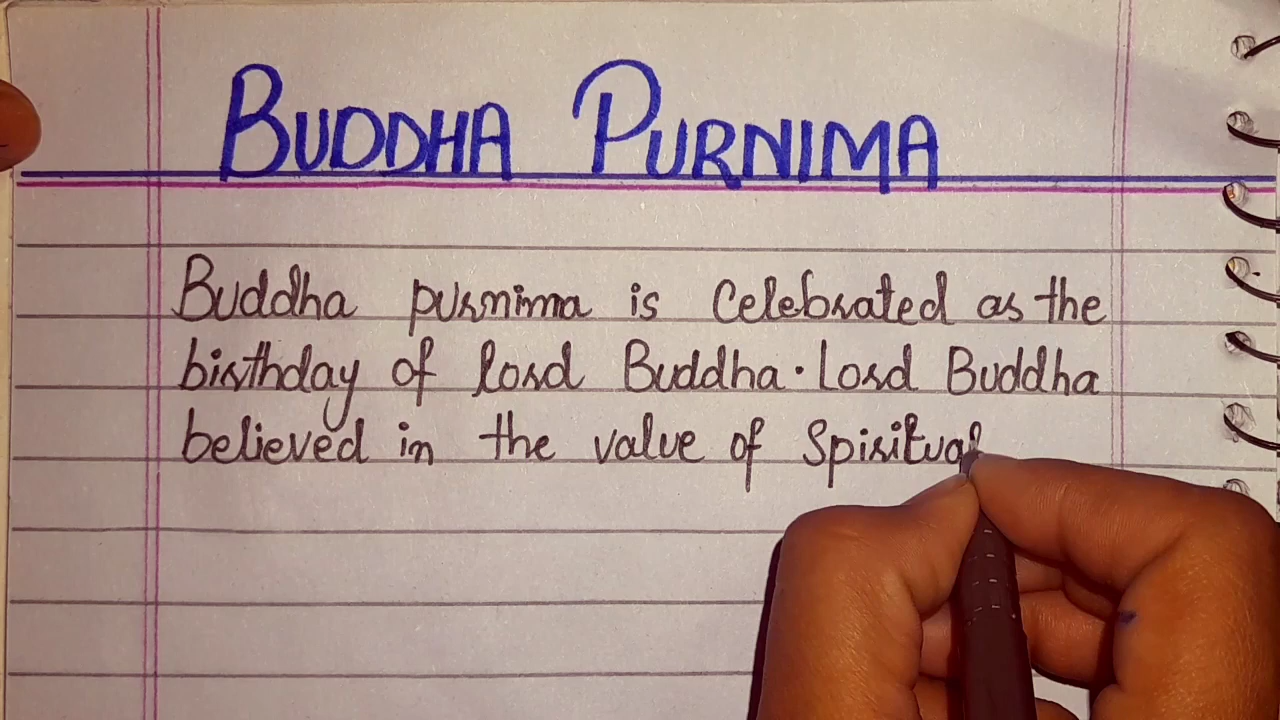 BUDDHA PURNIMA
Buddha purnima is Celebrated as the
birthday of lord Buddha. Lord Buddha
believed in the value of Spiritual